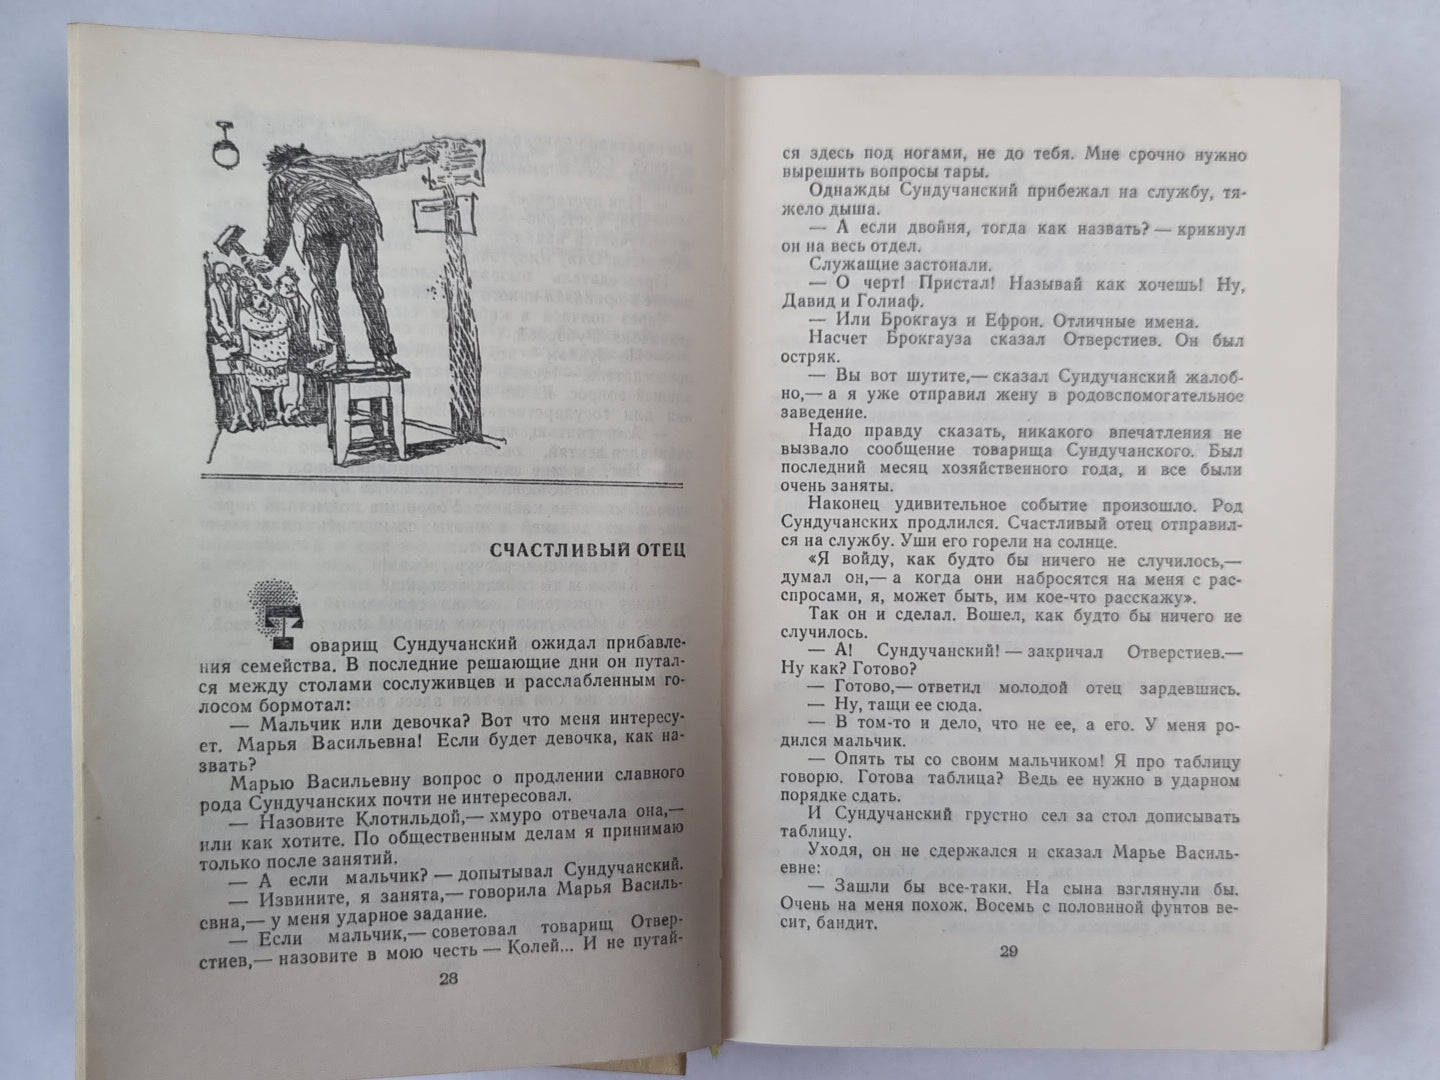 СЧАСТЛИВЫЙ ОТЕЦ
Товарищ Сундучанский ожидал прибавле-
ния семейства. В последние решающие дни он путал-
ся между столами сослуживцев и расслабленным го-
лосом бормотал:
— Мальчик или девочка? Вот что меня интересу-
ет. Марья Васильевна! Если будет девочка, как на-
звать?
Марью Васильевну вопрос о продлении славного
рода Сундучанских почти не интересовал.
— Назовите Клотильдой,— хмуро отвечала она,—
или как хотите. По общественным делам я принимаю
только после занятий.
— А если мальчик? — допытывал Сундучанский.
— Извините, я занята,— говорила Марья Василь-
евна,— у меня ударное задание.
— Если мальчик,— советовал товарищ Отвер-
стиев,— назовите в мою честь — Колей... И не путай-
28
ся здесь под ногами, не до тебя. Мне срочно нужно
вырешить вопросы тары.
Однажды Сундучанский прибежал на службу, тя-
жело дыша.
— А если двойня, тогда как назвать? — крикнул
он на весь отдел.
Служащие застонали.
— О черт! Пристал! Называй как хочешь! Ну,
Давид и Голиаф.
— Или Брокгауз и Ефрон. Отличные имена.
Насчет Брокгауза сказал Отверстиев. Он был
остряк.
— Вы вот шутите,— сказал Сундучанский жалоб-
но,— а я уже отправил жену в родовспомогательное
заведение.
Надо правду сказать, никакого впечатления не
вызвало сообщение товарища Сундучанского. Был
последний месяц хозяйственного года, и все были
очень заняты.
Наконец удивительное событие произошло. Род
Сундучанских продлился. Счастливый отец отправил-
ся на службу. Уши его горели на солнце.
«Я войду, как будто бы ничего не случилось,—
думал он,— а когда они набросятся на меня с рас-
спросами, я, может быть, им кое-что расскажу».
Так он и сделал. Вошел, как будто бы ничего не
случилось.
— А! Сундучанский! — закричал Отверстиев.—
Ну как? Готово?
— Готово,— ответил молодой отец зардевшись.
— Ну, тащи ее сюда.
— В том-то и дело, что не ее, а его. У меня ро-
дился мальчик.
— Опять ты со своим мальчиком! Я про таблицу
говорю. Готова таблица? Ведь ее нужно в ударном
порядке сдать.
И Сундучанский грустно сел за стол дописывать
таблицу.
Уходя, он не сдержался и сказал Марье Василь-
евне:
— Зашли бы все-таки. На сына взглянули бы.
Очень на меня похож. Восемь с половиной фунтов ве-
сит, бандит.
29